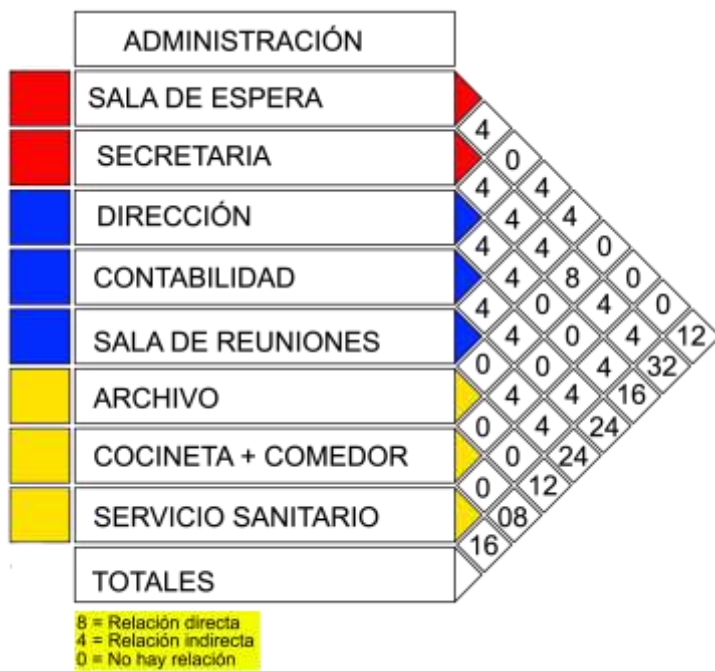 ADMINISTRACIÓN
SALA DE ESPERA
4
SECRETARIA 0
4 4
DIRECCIÓN 4 4
4 4 0
CONTABILIDAD 4 8 0
4 0 4 0
SALA DE REUNIONES 4 0 4 12
0 0 4 32
ARCHIVO 4 4 16
0 4 24
COCINETA + COMEDOR 0 24
0 12
SERVICIO SANITARIO 08
16
TOTALES
8 = Relación directa
4 = Relación indirecta
0 = No hay relación